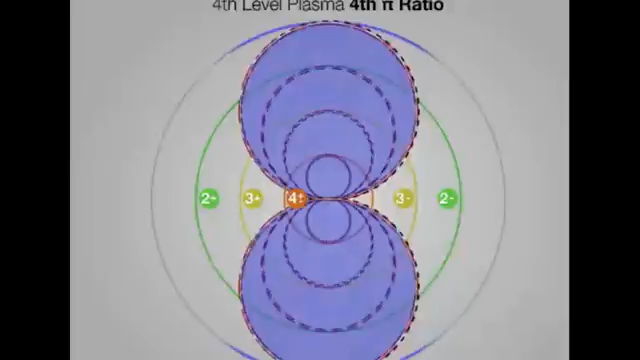 4th Level Plasma 4th π Ratio
2+ 3+ 4± 3- 2-